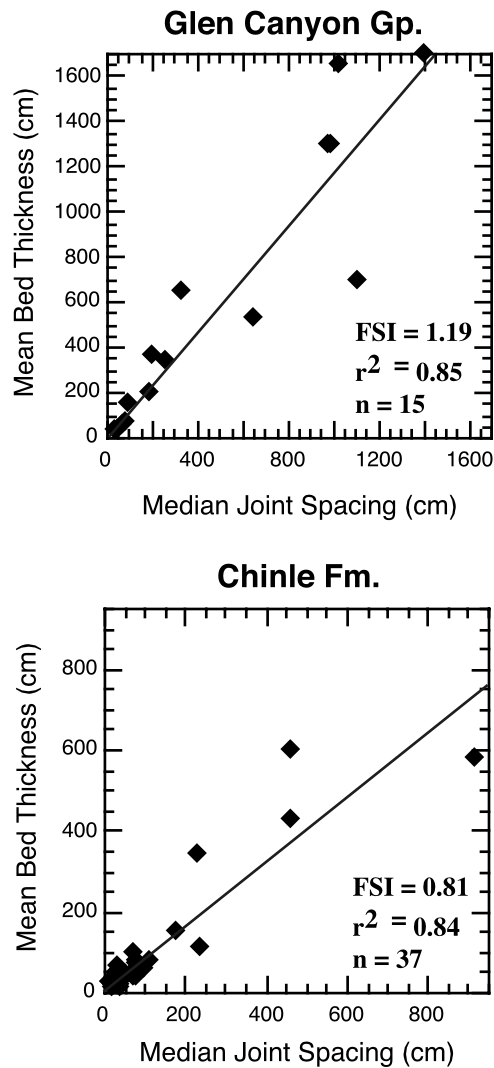 Glen Canyon Gp.
1600
1400
1200
1000
800
600
400
200
0
Mean Bed Thickness (cm)
FSI = 1.19
r2 = 0.85
n = 15
0 400 800 1200 1600
Median Joint Spacing (cm)
Chinle Fm.
800
600
400
200
0
Mean Bed Thickness (cm)
FSI = 0.81
r2 = 0.84
n = 37
0 200 400 600 800
Median Joint Spacing (cm)